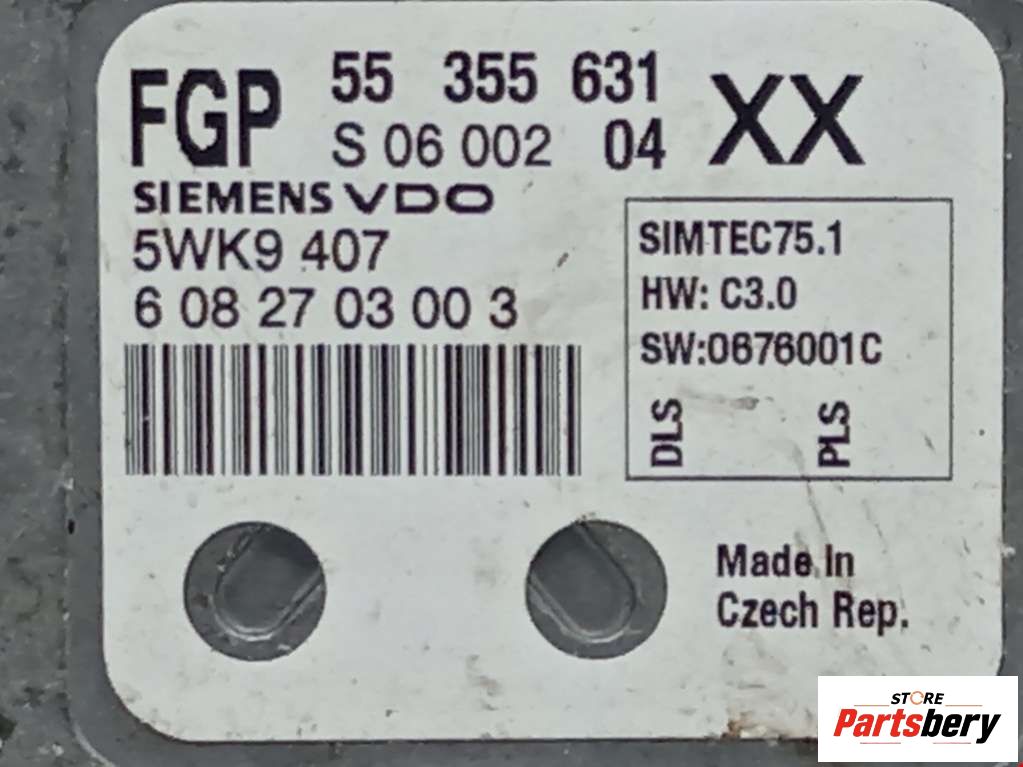 FGP 55 355 631 XX
S 06 002 04
SIEMENS VDO
5WK9 407
6 08 27 03 00 3
SIMTEC75.1
HW: C3.0
SW:0676001C
DLS PLS
Made In
Czech Rep.
STORE
Partsbery